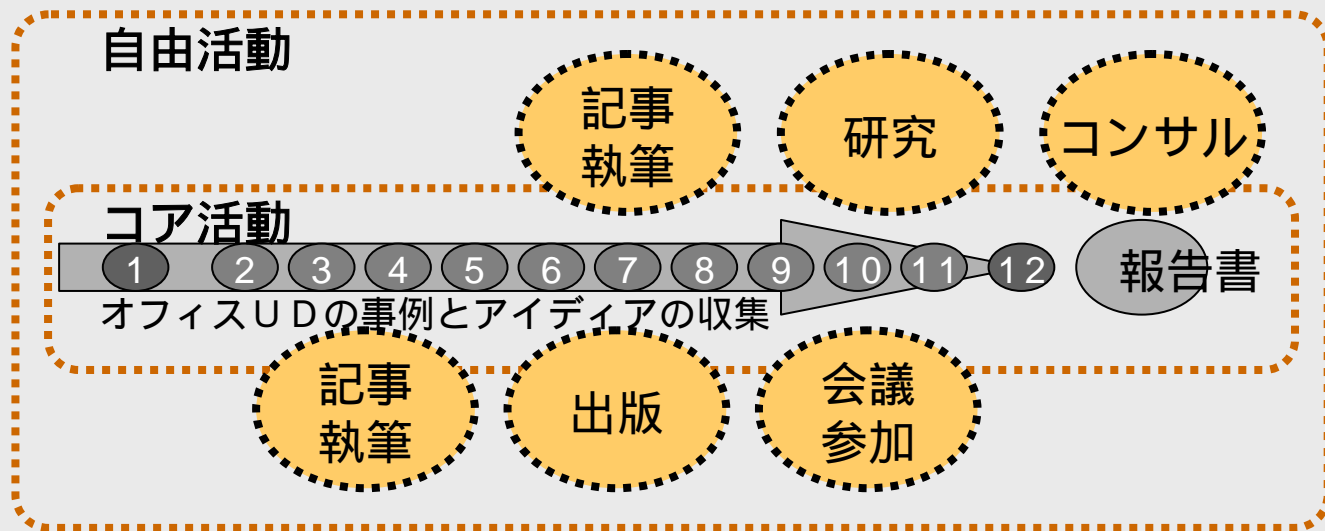 自由活動
記事
執筆
研究
コンサル
コア活動
1 2 3 4 5 6 7 8 9 10 11 12 報告書
オフィスUDの事例とアイディアの収集
記事
執筆
出版
会議
参加